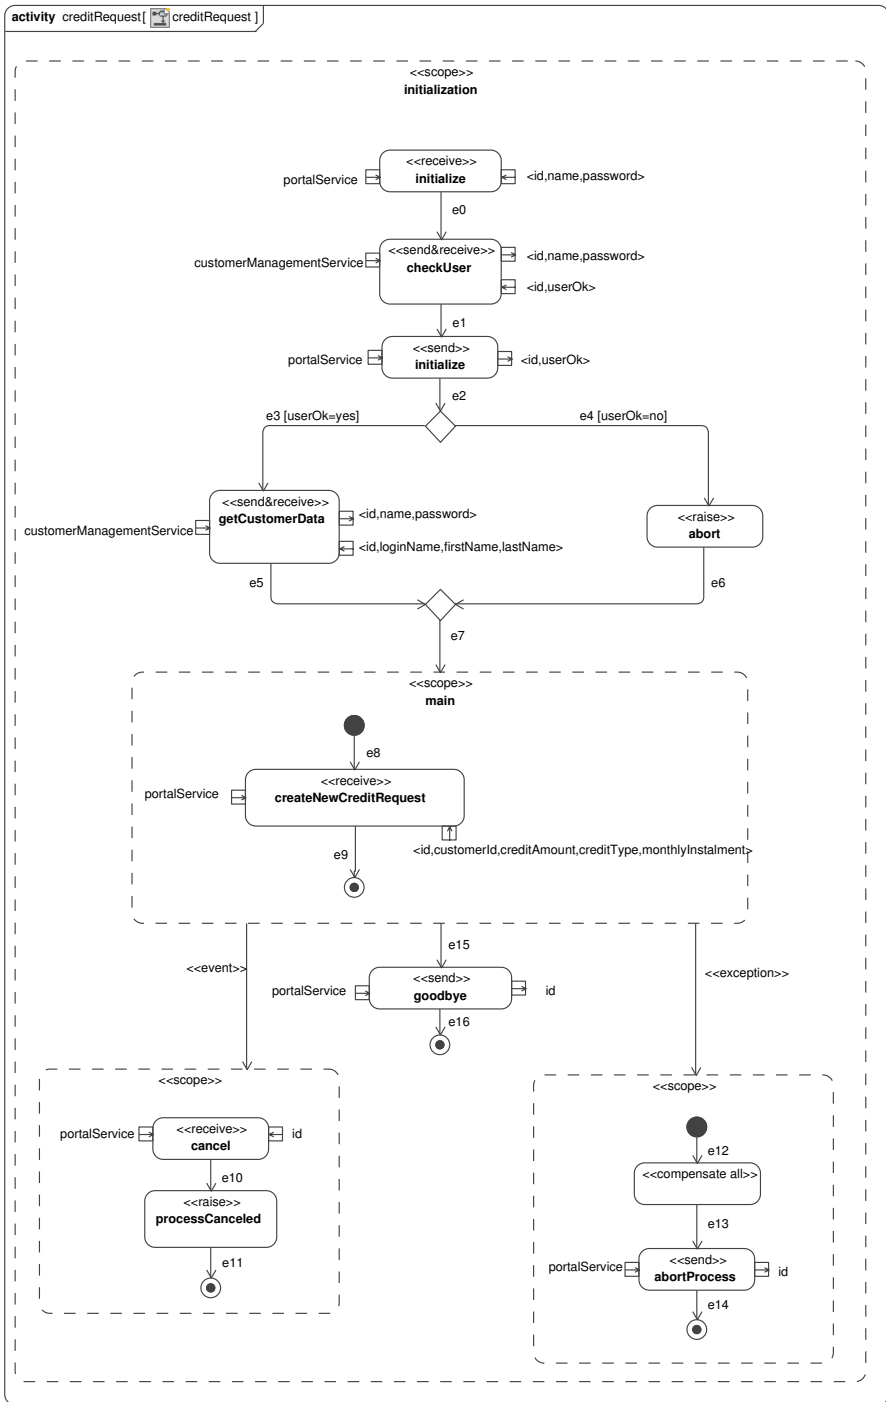 activity creditRequest[ creditRequest ]
<<scope>>
initialization
<<receive>>
initialize
portalService
<id,name,password>
e0
<<send&receive>>
checkUser
customerManagementService
<id,name,password>
<id,userOk>
e1
<<send>>
initialize
portalService
<id,userOk>
e2
e3 [userOk=yes]
e4 [userOk=no]
<<send&receive>>
getCustomerData
customerManagementService
<id,name,password>
<id,loginName,firstName,lastName>
<<raise>>
abort
e5
e6
e7
<<scope>>
main
e8
<<receive>>
createNewCreditRequest
portalService
<id,customerId,creditAmount,creditType,monthlyInstalment>
e9
<<event>>
e15
<<exception>>
<<send>>
goodbye
portalService
id
e16
<<scope>>
<<receive>>
cancel
portalService
id
e10
<<raise>>
processCanceled
e11
<<scope>>
e12
<<compensate all>>
e13
<<send>>
abortProcess
portalService
id
e14